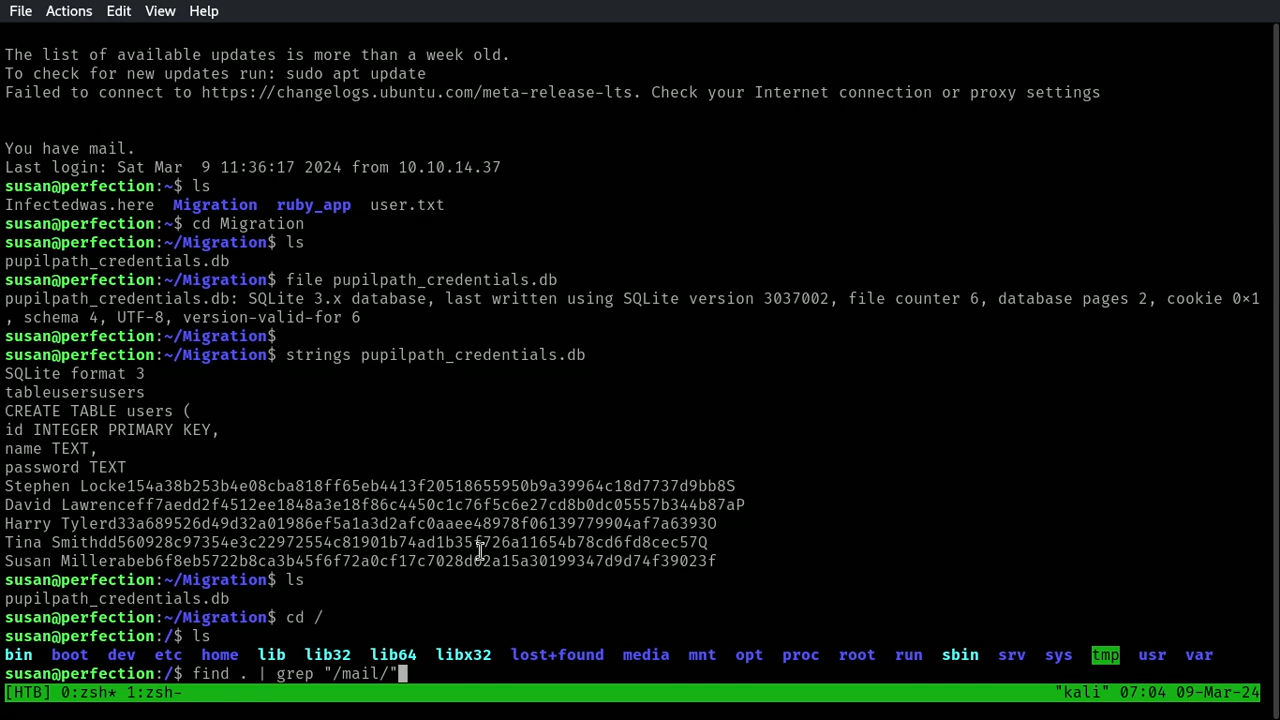 File Actions Edit View Help
The list of available updates is more than a week old.
To check for new updates run: sudo apt update
Failed to connect to https://changelogs.ubuntu.com/meta-release-lts. Check your Internet connection or proxy settings
You have mail.
Last login: Sat Mar  9 11:36:17 2024 from 10.10.14.37
susan@perfection:~$ ls
Infectedwas.here  Migration  ruby_app  user.txt
susan@perfection:~$ cd Migration
susan@perfection:~/Migration$ ls
pupilpath_credentials.db
susan@perfection:~/Migration$ file pupilpath_credentials.db
pupilpath_credentials.db: SQLite 3.x database, last written using SQLite version 3037002, file counter 6, database pages 2, cookie 0×1
, schema 4, UTF-8, version-valid-for 6
susan@perfection:~/Migration$
susan@perfection:~/Migration$ strings pupilpath_credentials.db
SQLite format 3
tableusersusers
CREATE TABLE users (
id INTEGER PRIMARY KEY,
name TEXT,
password TEXT
Stephen Locke154a38b253b4e08cba818ff65eb4413f20518655950b9a39964c18d7737d9bb8S
David Lawrenceff7aedd2f4512ee1848a3e18f86c4450c1c76f5c6e27cd8b0dc05557b344b87aP
Harry Tylerd33a689526d49d32a01986ef5a1a3d2afc0aaee48978f06139779904af7a6393O
Tina Smithdd560928c97354e3c22972554c81901b74ad1b35f726a11654b78cd6fd8cec57Q
Susan Millerabeb6f8eb5722b8ca3b45f6f72a0cf17c7028d62a15a30199347d9d74f39023f
susan@perfection:~/Migration$ ls
pupilpath_credentials.db
susan@perfection:~/Migration$ cd /
susan@perfection:/$ ls
bin  boot  dev  etc  home  lib  lib32  lib64  libx32  lost+found  media  mnt  opt  proc  root  run  sbin  srv  sys  tmp  usr  var
susan@perfection:/$ find . | grep "/mail/"
[HTB] 0:zsh* 1:zsh- "kali" 07:04 09-Mar-24